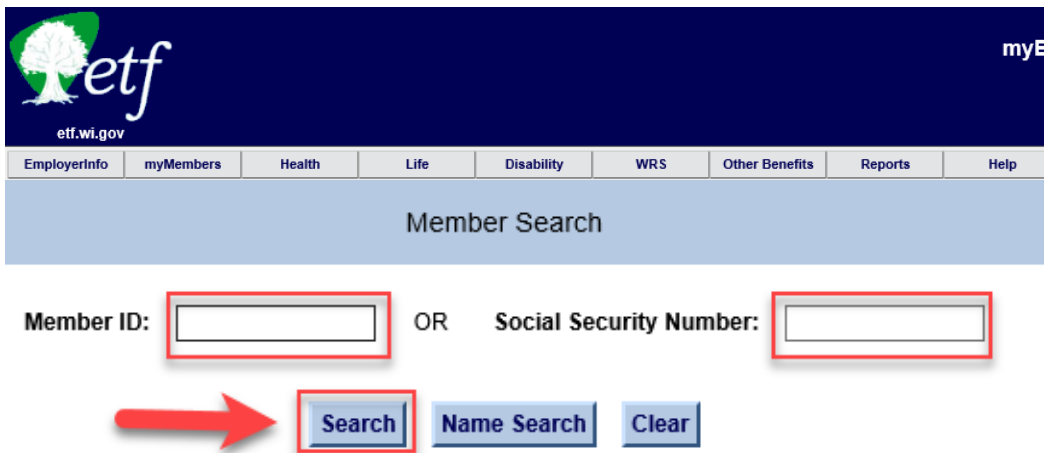 etf
myE
etf.wi.gov
EmployerInfo myMembers Health Life Disability WRS Other Benefits Reports Help
Member Search
Member ID: OR Social Security Number:
Search Name Search Clear